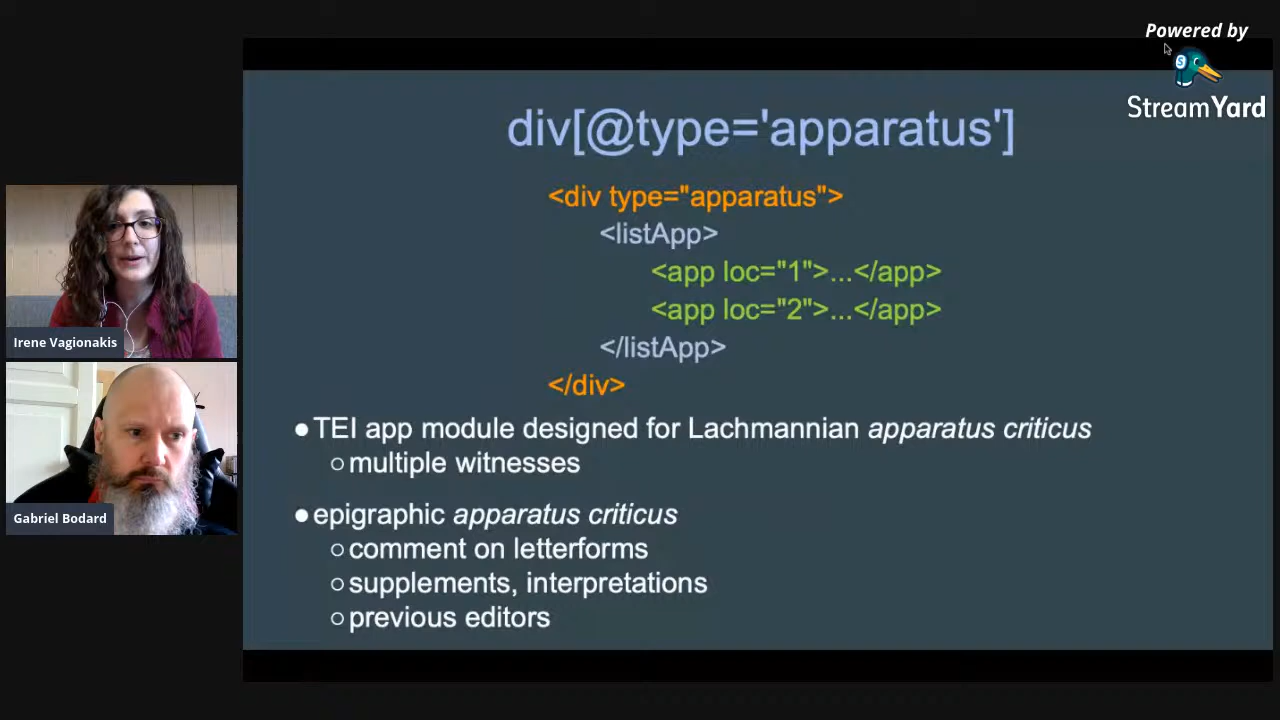 Powered by
StreamYard
div[@type='apparatus']
<div type="apparatus">
<listApp>
<app loc="1">...</app>
<app loc="2">...</app>
</listApp>
</div>
●TEI app module designed for Lachmannian apparatus criticus
○multiple witnesses
●epigraphic apparatus criticus
○comment on letterforms
○supplements, interpretations
○previous editors
Irene Vagionakis
Gabriel Bodard